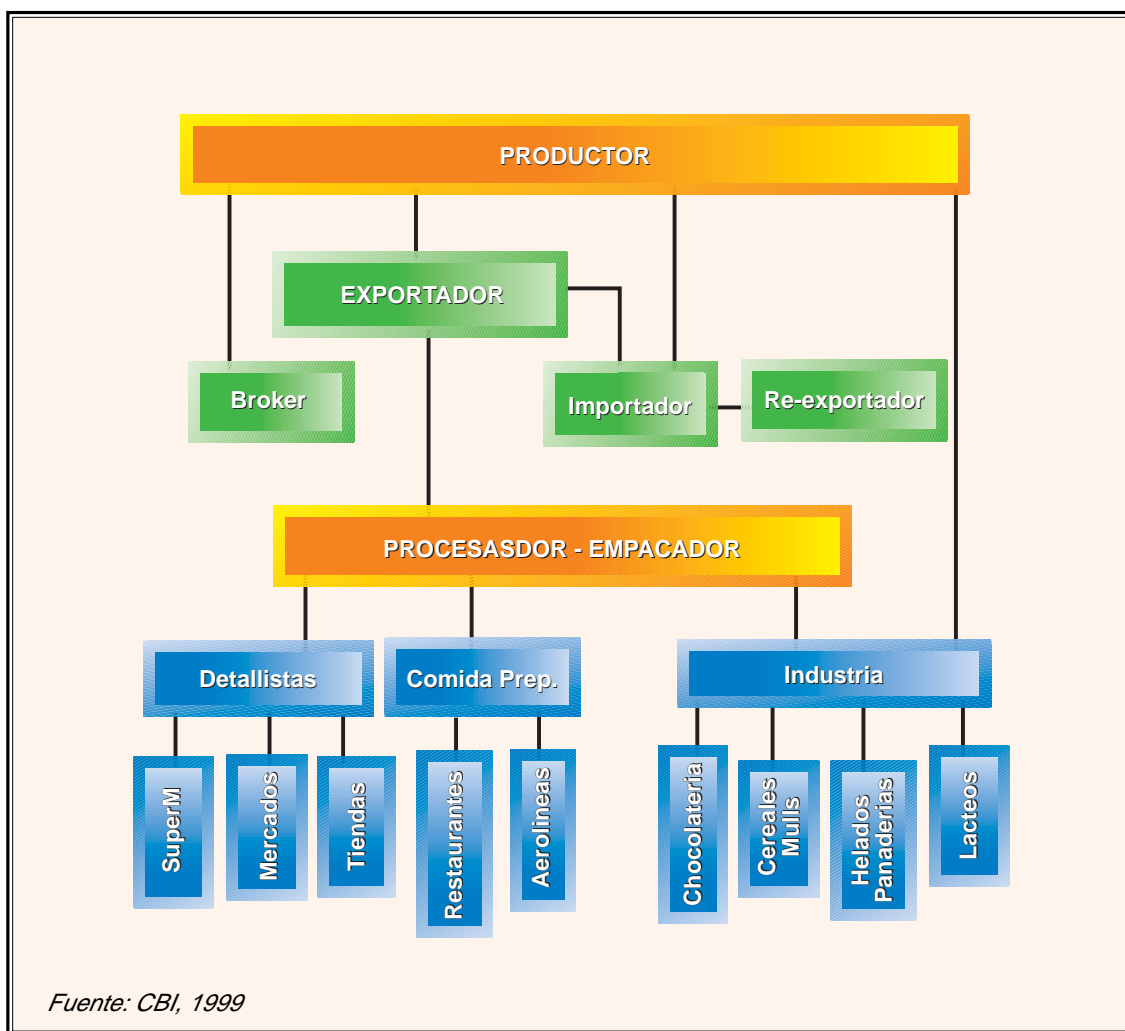 PRODUCTOR
EXPORTADOR
Broker
Importador
Re-exportador
PROCESASDOR - EMPACADOR
Detallistas
Comida Prep.
Industria
SuperM
Mercados
Tiendas
Restaurantes
Aerolineas
Chocolateria
Cereales
Mulls
Helados
Panaderias
Lacteos
Fuente: CBI, 1999